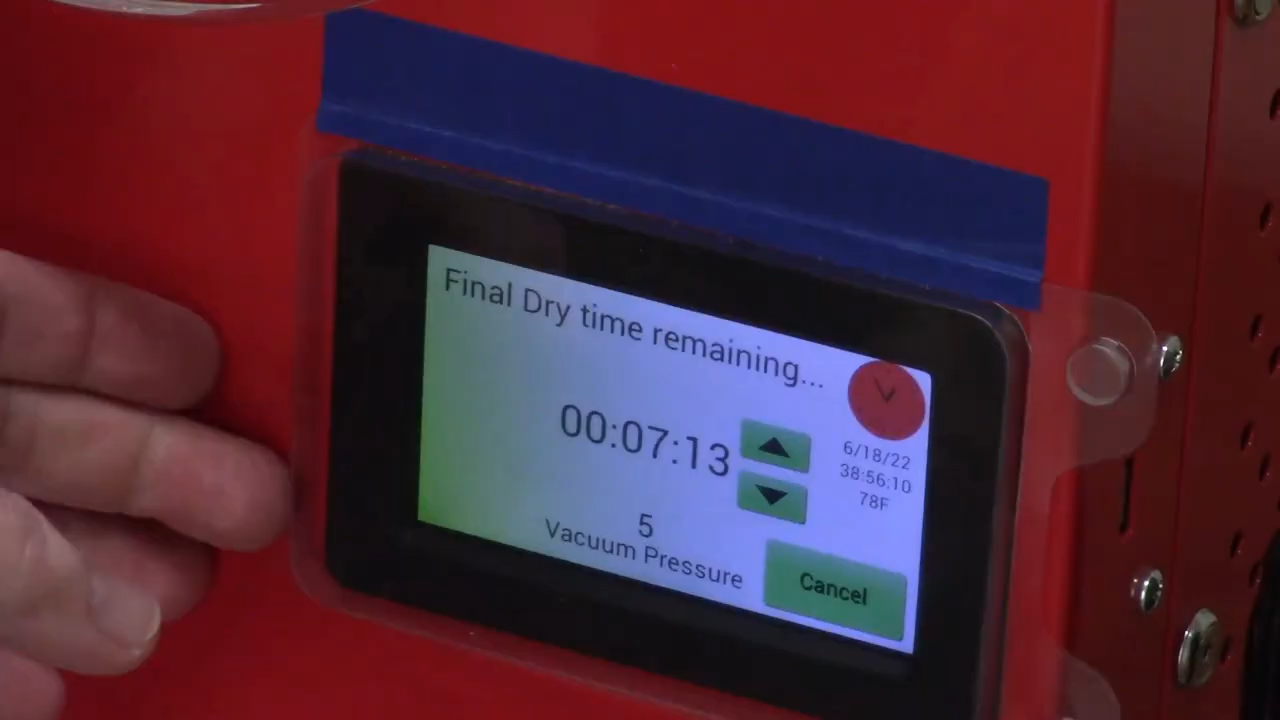 Final Dry time remaining...
00:07:13
6/18/22
38:56:10
78F
5
Vacuum Pressure
Cancel